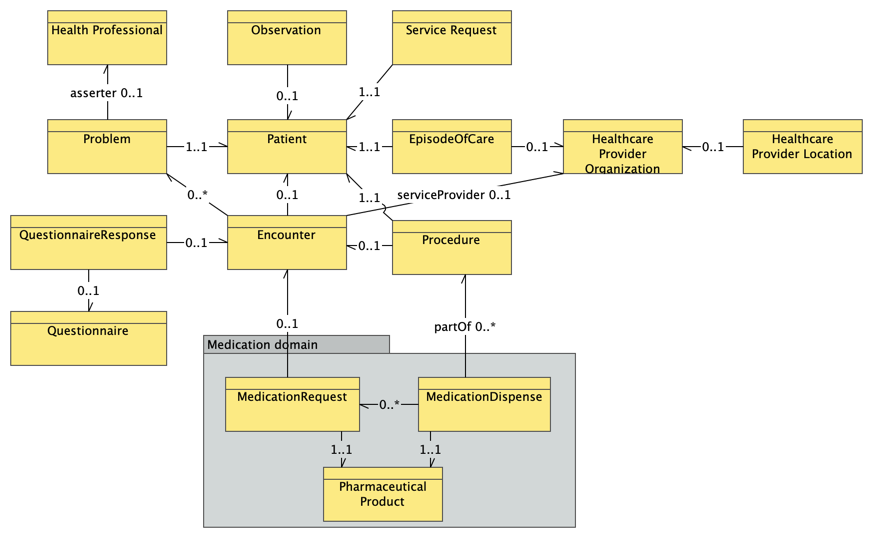 Health Professional
Observation
Service Request
asserter 0..1
0..1
1..1
Problem
1..1
Patient
1..1
EpisodeOfCare
0..1
Healthcare
Provider
Organization
0..1
Healthcare
Provider Location
0..*
0..1
1..1
serviceProvider 0..1
QuestionnaireResponse
0..1
Encounter
0..1
Procedure
0..1
Questionnaire
0..1
partOf 0..*
Medication domain
MedicationRequest
0..*
MedicationDispense
1..1
1..1
Pharmaceutical
Product